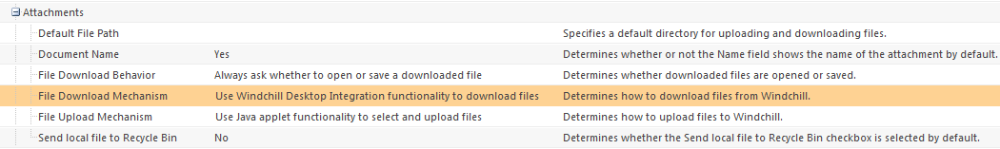 Attachments
Default File Path Specifies a default directory for uploading and downloading files.
Document Name Yes Determines whether or not the Name field shows the name of the attachment by default.
File Download Behavior Always ask whether to open or save a downloaded file Determines whether downloaded files are opened or saved.
File Download Mechanism Use Windchill Desktop Integration functionality to download files Determines how to download files from Windchill.
File Upload Mechanism Use Java applet functionality to select and upload files Determines how to upload files to Windchill.
Send local file to Recycle Bin No Determines whether the Send local file to Recycle Bin checkbox is selected by default.